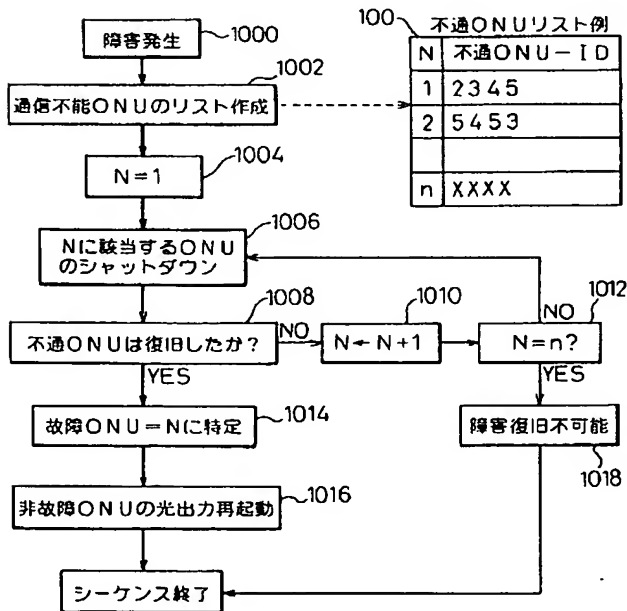 障害発生
1000
1002
通信不能ONUのリスト作成
1004
N=1
1006
Nに該当するONU
のシャットダウン
1008
不通ONUは復旧したか?
NO
1010
N←N+1
1012
N=n?
NO
YES
YES
1014
故障ONU=Nに特定
障害復旧不可能
1018
1016
非故障ONUの光出力再起動
シーケンス終了
不通ONUリスト例
100
N 不通ONU-ID
1 2345
2 5453
n XXXX